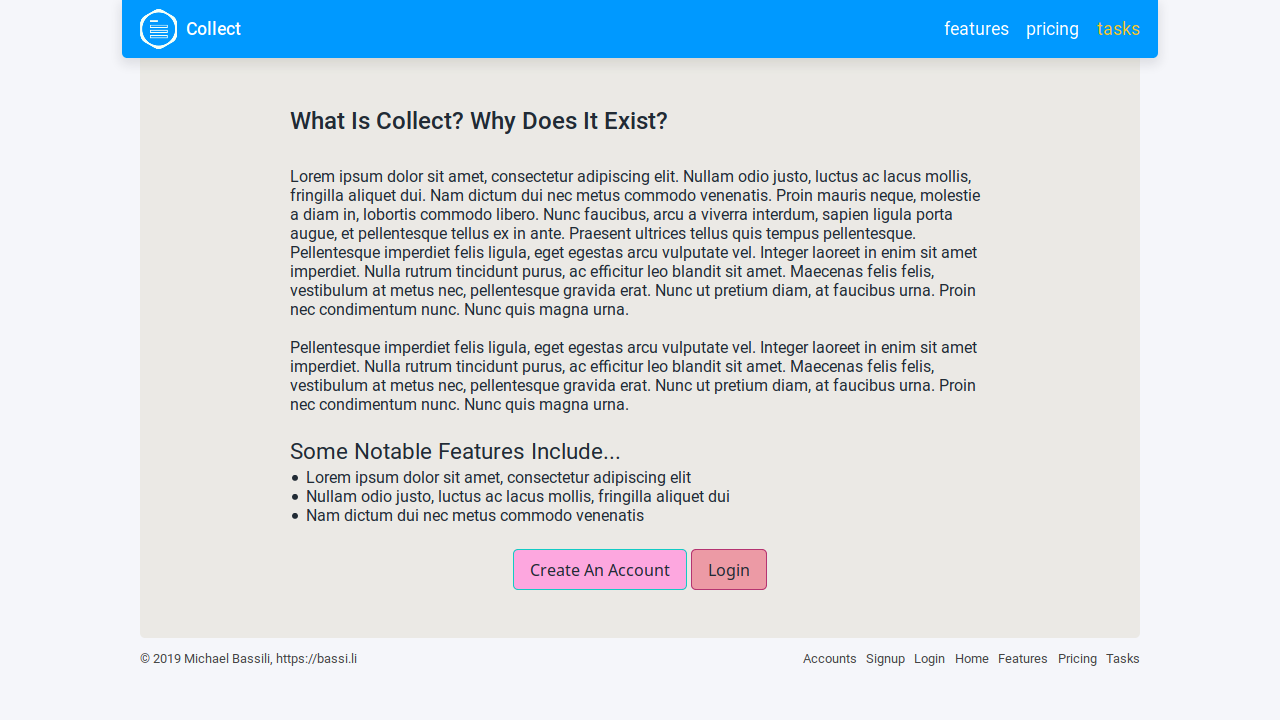 Collect
features pricing tasks
What Is Collect? Why Does It Exist?
Lorem ipsum dolor sit amet, consectetur adipiscing elit. Nullam odio justo, luctus ac lacus mollis,
fringilla aliquet dui. Nam dictum dui nec metus commodo venenatis. Proin mauris neque, molestie
a diam in, lobortis commodo libero. Nunc faucibus, arcu a viverra interdum, sapien ligula porta
augue, et pellentesque tellus ex in ante. Praesent ultrices tellus quis tempus pellentesque.
Pellentesque imperdiet felis ligula, eget egestas arcu vulputate vel. Integer laoreet in enim sit amet
imperdiet. Nulla rutrum tincidunt purus, ac efficitur leo blandit sit amet. Maecenas felis felis,
vestibulum at metus nec, pellentesque gravida erat. Nunc ut pretium diam, at faucibus urna. Proin
nec condimentum nunc. Nunc quis magna urna.
Pellentesque imperdiet felis ligula, eget egestas arcu vulputate vel. Integer laoreet in enim sit amet
imperdiet. Nulla rutrum tincidunt purus, ac efficitur leo blandit sit amet. Maecenas felis felis,
vestibulum at metus nec, pellentesque gravida erat. Nunc ut pretium diam, at faucibus urna. Proin
nec condimentum nunc. Nunc quis magna urna.
Some Notable Features Include...
• Lorem ipsum dolor sit amet, consectetur adipiscing elit
• Nullam odio justo, luctus ac lacus mollis, fringilla aliquet dui
• Nam dictum dui nec metus commodo venenatis
Create An Account Login
© 2019 Michael Bassili, https://bassi.li
Accounts Signup Login Home Features Pricing Tasks